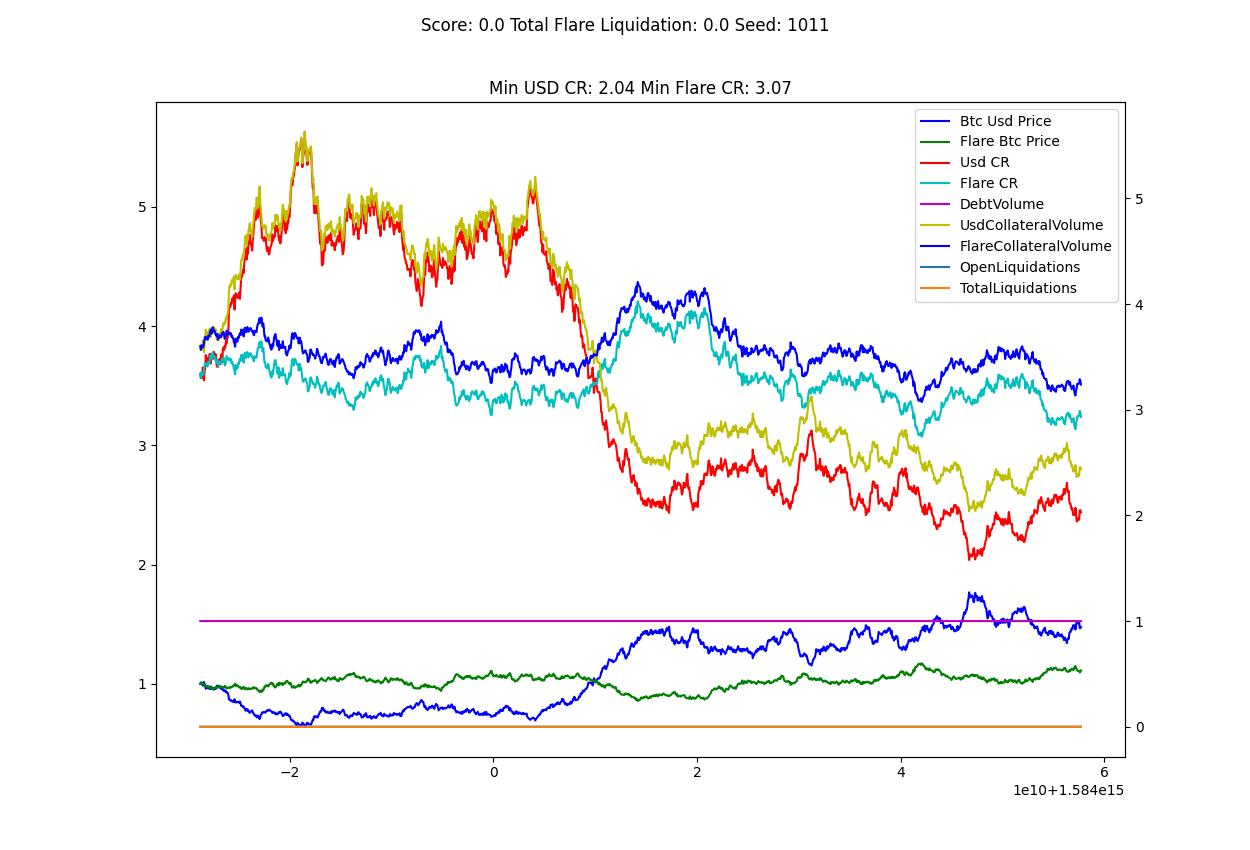 Score: 0.0 Total Flare Liquidation: 0.0 Seed: 1011
Min USD CR: 2.04 Min Flare CR: 3.07
Btc Usd Price
Flare Btc Price
Usd CR
Flare CR
DebtVolume
UsdCollateralVolume
FlareCollateralVolume
OpenLiquidations
TotalLiquidations
5
4
3
2
1
5
4
3
2
1
0
−2 0 2 4 6
1e10+1.584e15